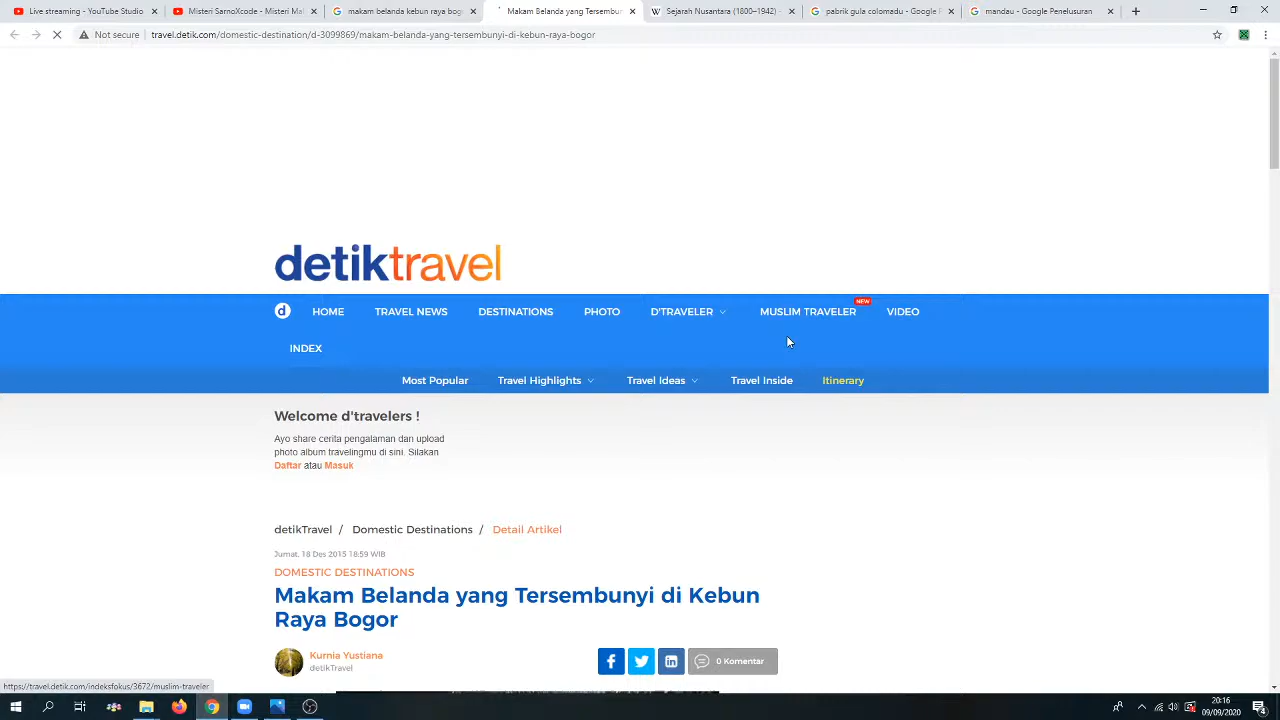 Live streaming - YouTube Studio
Misteri Sarno!Xcode - Misteri
makam belanda kebun raya bogor
Makam Belanda yang Tersembun
Sejarah Nusantara (1800–1942) -
pabrik gula colomedu - Google P
mandau - Google Penelusuran
Not secure
travel.detik.com/domestic-destination/d-3099869/makam-belanda-yang-tersembunyi-di-kebun-raya-bogor
detiktravel
d
HOME
TRAVEL NEWS
DESTINATIONS
PHOTO
D'TRAVELER
MUSLIM TRAVELER
NEW
VIDEO
INDEX
Most Popular
Travel Highlights
Travel Ideas
Travel Inside
Itinerary
Welcome d'travelers !
Ayo share cerita pengalaman dan upload
photo album travelingmu di sini. Silakan
Daftar atau Masuk
detikTravel / Domestic Destinations / Detail Artikel
Jumat, 18 Des 2015 18:59 WIB
DOMESTIC DESTINATIONS
Makam Belanda yang Tersembunyi di Kebun
Raya Bogor
Kurnia Yustiana
detikTravel
0 Komentar
https://travel.detik.com/indeksfokus/3672/muslim-traveler
20:16
09/09/2020